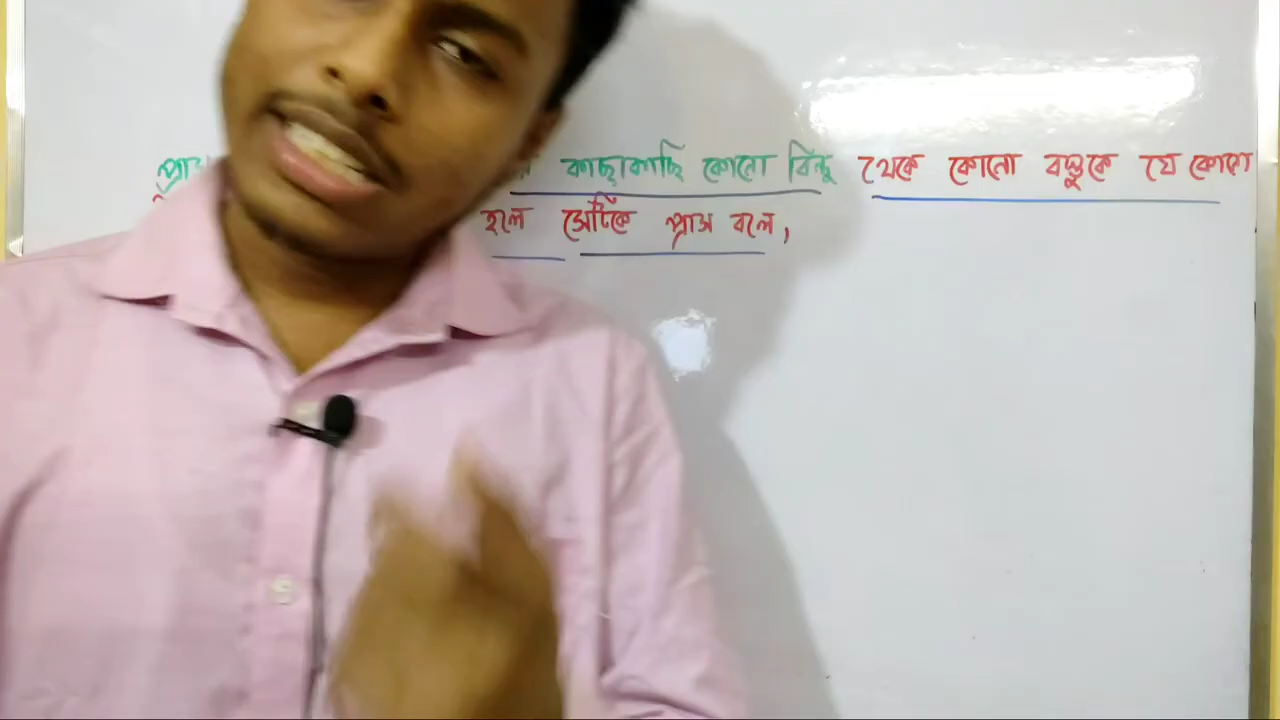 প্রাস কাছাকাছি কোনো বিন্দু থেকে কোনো বস্তুকে যে কোনো
হলে সেটিকে প্রাস বলে,